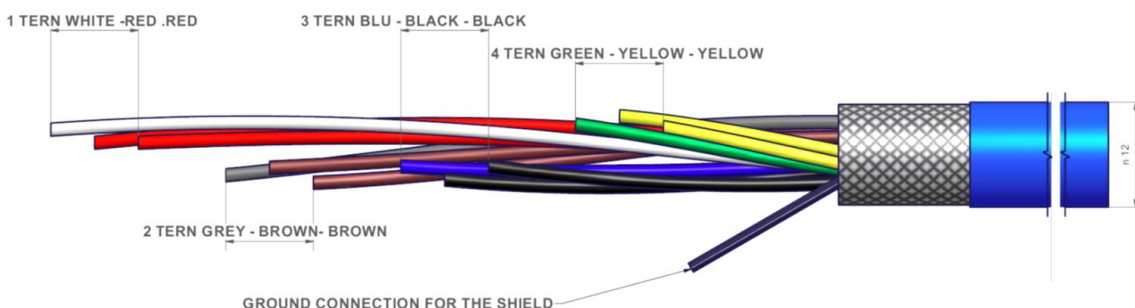 1 TERN WHITE -RED .RED
3 TERN BLU - BLACK - BLACK
4 TERN GREEN - YELLOW - YELLOW
n 12
2 TERN GREY - BROWN- BROWN
GROUND CONNECTION FOR THE SHIELD